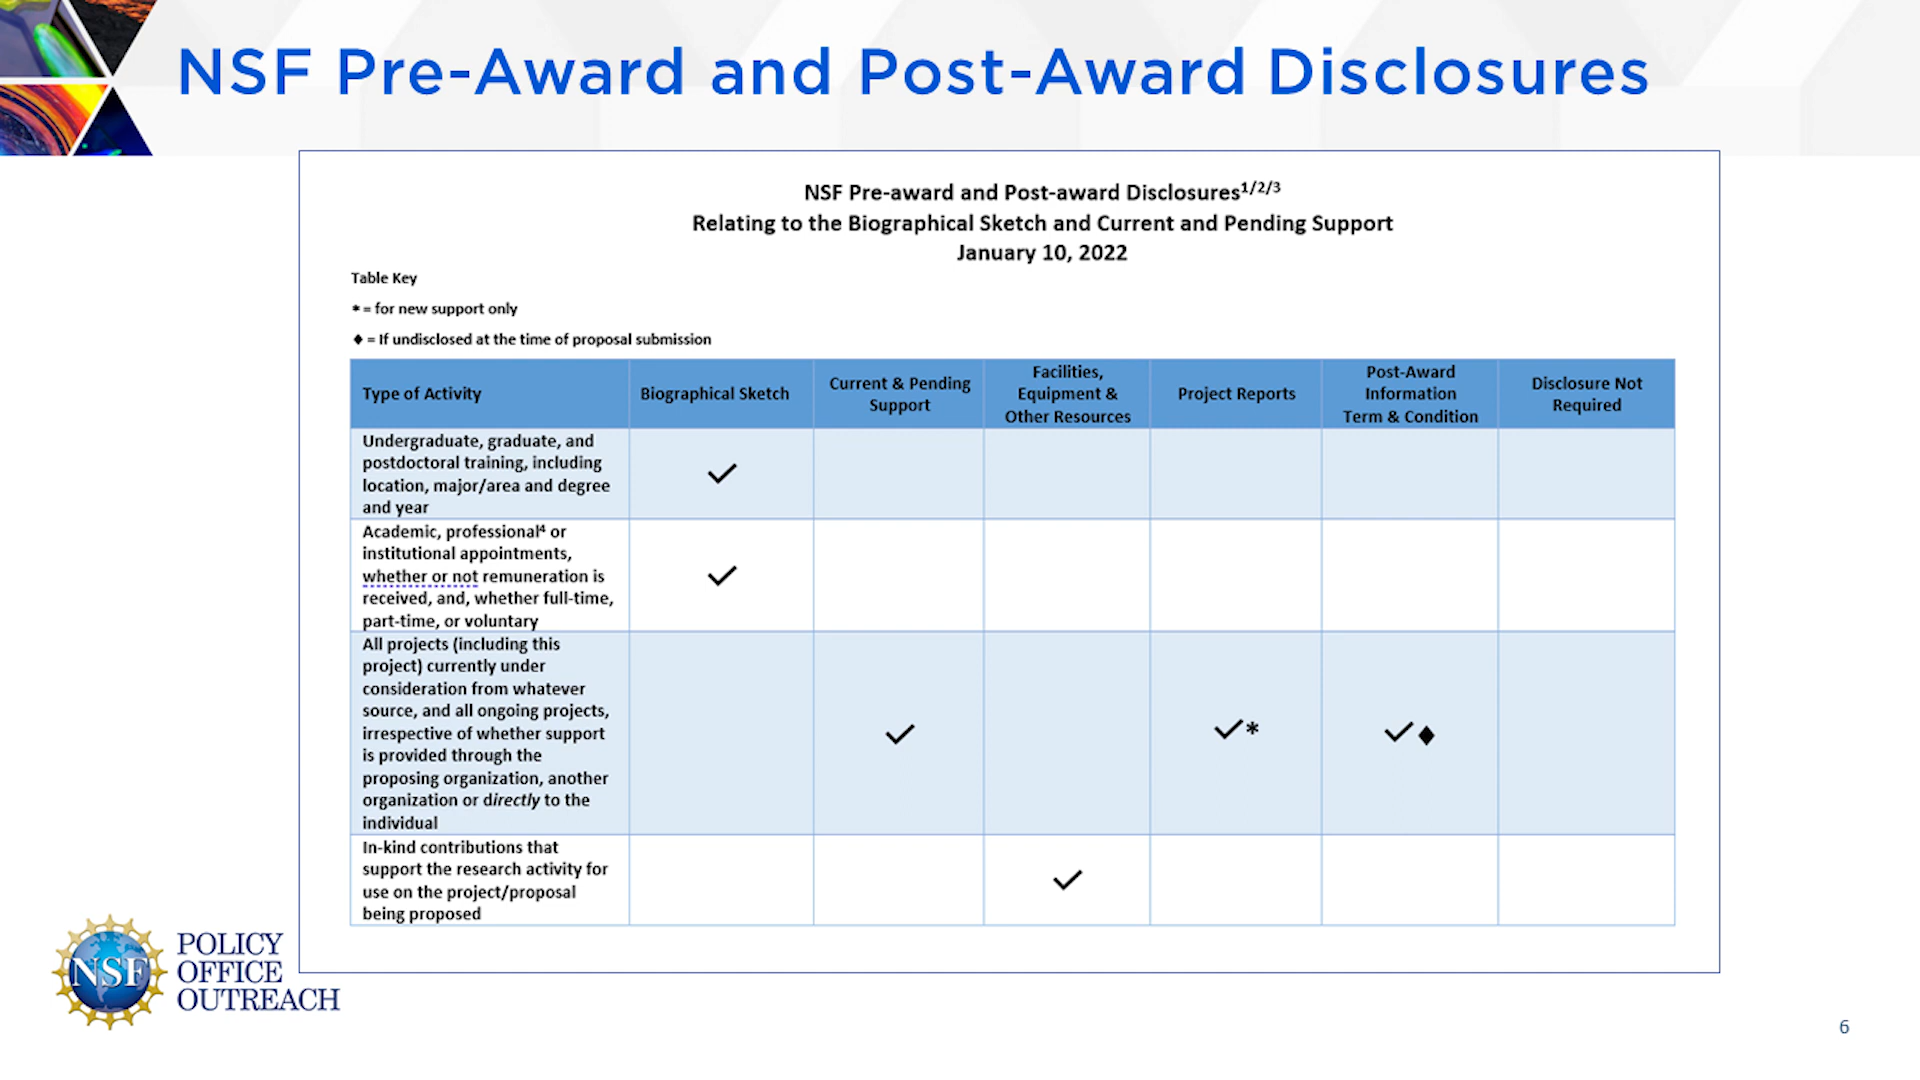 NSF Pre-Award and Post-Award Disclosures
NSF Pre-award and Post-award Disclosures1/2/3
Relating to the Biographical Sketch and Current and Pending Support
January 10, 2022
Table Key
* = for new support only
♦ = If undisclosed at the time of proposal submission
Type of Activity
Biographical Sketch
Current & Pending
Support
Facilities,
Equipment &
Other Resources
Project Reports
Post-Award
Information
Term & Condition
Disclosure Not
Required
Undergraduate, graduate, and
postdoctoral training, including
location, major/area and degree
and year
✓
Academic, professional4 or
institutional appointments,
whether or not remuneration is
received, and, whether full-time,
part-time, or voluntary
✓
All projects (including this
project) currently under
consideration from whatever
source, and all ongoing projects,
irrespective of whether support
is provided through the
proposing organization, another
organization or directly to the
individual
✓
✓*
✓♦
In-kind contributions that
support the research activity for
use on the project/proposal
being proposed
✓
NSF
POLICY
OFFICE
OUTREACH
6